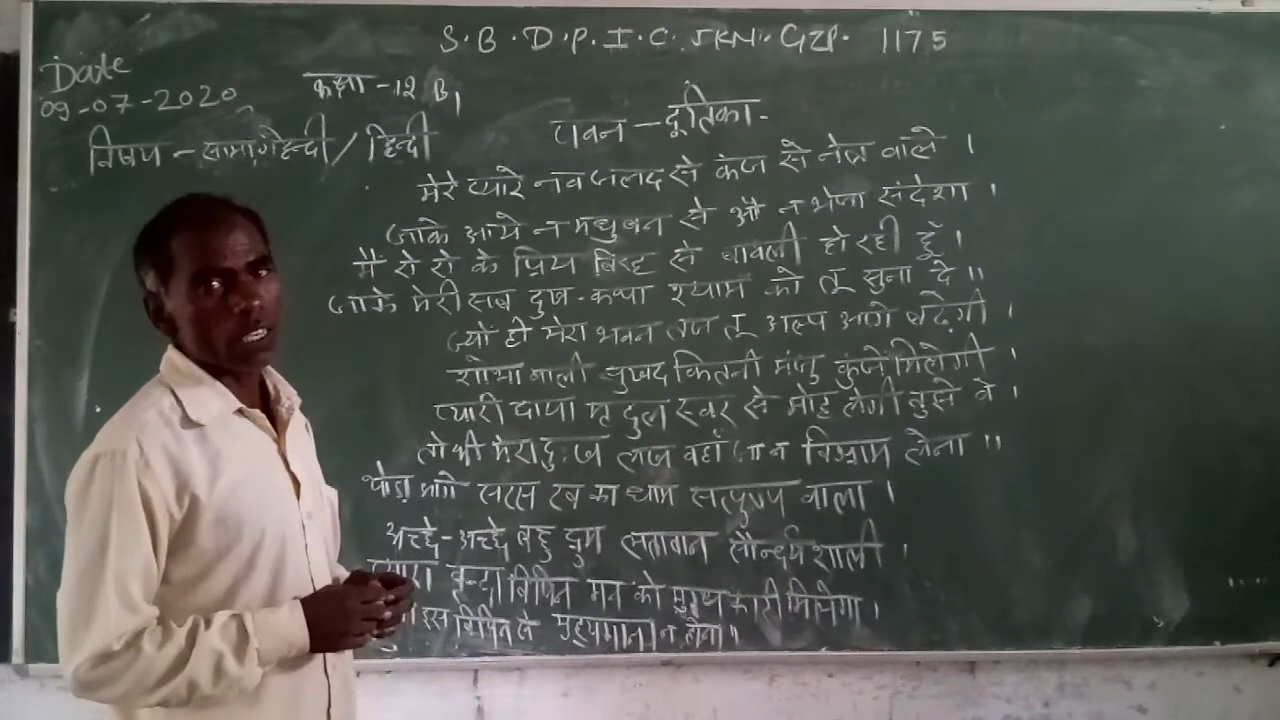 S.B.D.P.I.C. JKN. GZP. 1175
Date
09-07-2020
कक्षा -12 B,
विषय - सामा0हिन्दी / हिन्दी
पवन - दूतिका -
मेरे प्यारे नव जलद से कंज से नेत्र वाले ।
जाके आये न मधुबन से औ न भेजा संदेशा ।
मैं रो रो के प्रिय बिरह से बावली हो रही हूँ ।
जाके मेरी सब दुख-कथा श्याम को तू सुना दे ॥
ज्यों ही मेरा भवन तज तू अल्प आगे बढ़ेगी ।
शोभा वाली सुखद कितनी मंजु कुंजें मिलेगी ।
प्यारी छाया मृदुल स्वर से मोह लेगी तुझे वे ।
तो भी मेरा दुःख लख वहाँ जा न विश्राम लेना ॥
थोड़ा आगे सरस रव का धाम सत्पुष्प वाला ।
अच्छे-अच्छे बहु द्रुम लतावान सौन्दर्यशाली ।
वृन्दा बिपिन मन को मुग्धकारी मिलेगा ।
इस बिपिन से मुह्यमाना न होना ॥